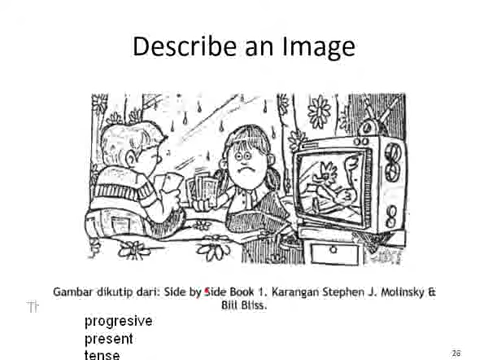 Describe an Image
Gambar dikutip dari: Side by Side Book 1. Karangan Stephen J. Molinsky &
Bill Bliss.
Th
progresive
present
tense
26